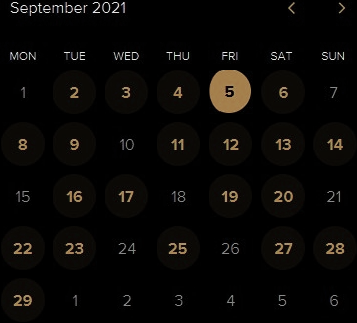 September 2021 < >
MON TUE WED THU FRI SAT SUN
1 2 3 4 5 6 7
8 9 10 11 12 13 14
15 16 17 18 19 20 21
22 23 24 25 26 27 28
29 1 2 3 4 5 6